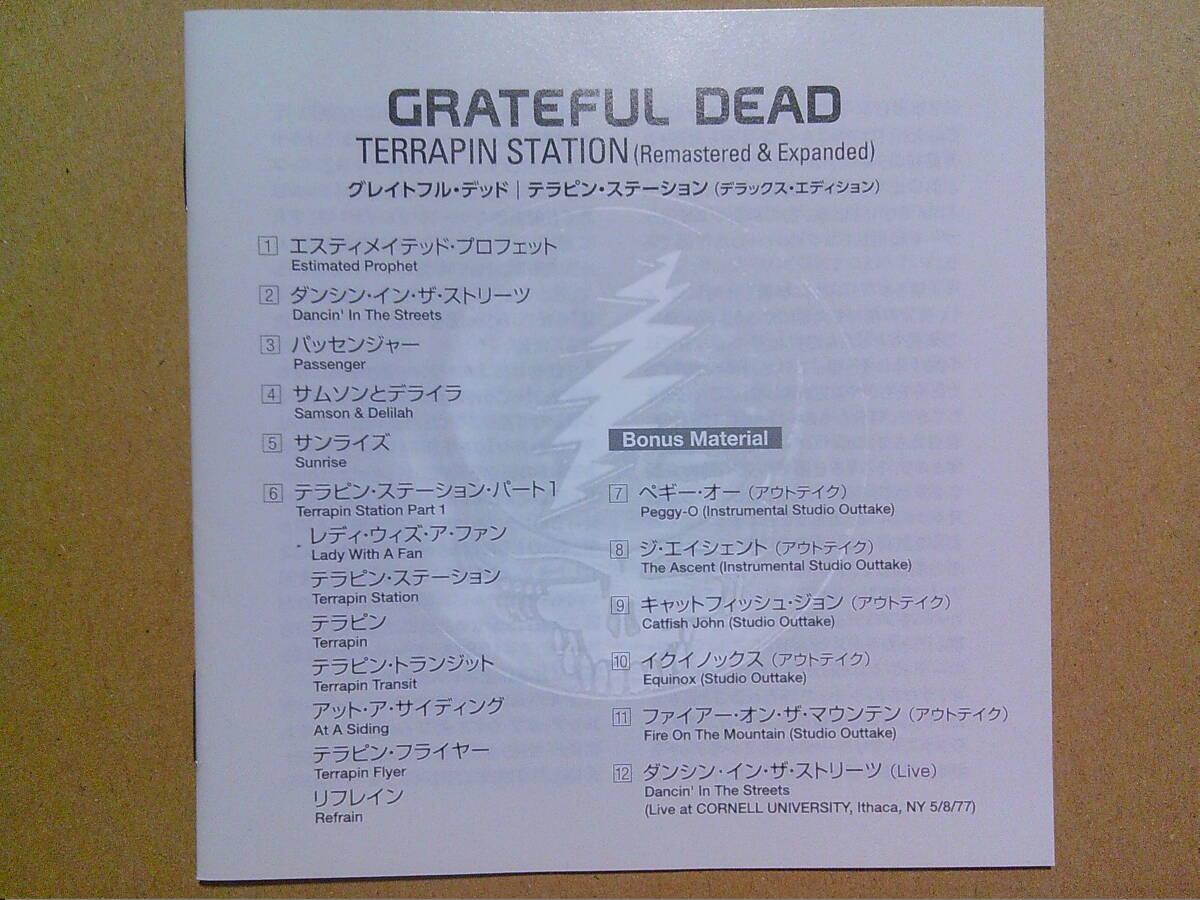 GRATEFUL DEAD
TERRAPIN STATION (Remastered & Expanded)
グレイトフル・デッド｜テラピン・ステーション（デラックス・エディション）
1 エスティメイテッド・プロフェット
Estimated Prophet
2 ダンシン・イン・ザ・ストリーツ
Dancin' In The Streets
3 パッセンジャー
Passenger
4 サムソンとデライラ
Samson & Delilah
5 サンライズ
Sunrise
6 テラピン・ステーション・パート1
Terrapin Station Part 1
レディ・ウィズ・ア・ファン
Lady With A Fan
テラピン・ステーション
Terrapin Station
テラピン
Terrapin
テラピン・トランジット
Terrapin Transit
アット・ア・サイディング
At A Siding
テラピン・フライヤー
Terrapin Flyer
リフレイン
Refrain
Bonus Material
7 ペギー・オー（アウトテイク）
Peggy-O (Instrumental Studio Outtake)
8 ジ・エイシェント（アウトテイク）
The Ascent (Instrumental Studio Outtake)
9 キャットフィッシュ・ジョン（アウトテイク）
Catfish John (Studio Outtake)
10 イクイノックス（アウトテイク）
Equinox (Studio Outtake)
11 ファイアー・オン・ザ・マウンテン（アウトテイク）
Fire On The Mountain (Studio Outtake)
12 ダンシン・イン・ザ・ストリーツ（Live）
Dancin' In The Streets
(Live at CORNELL UNIVERSITY, Ithaca, NY 5/8/77)